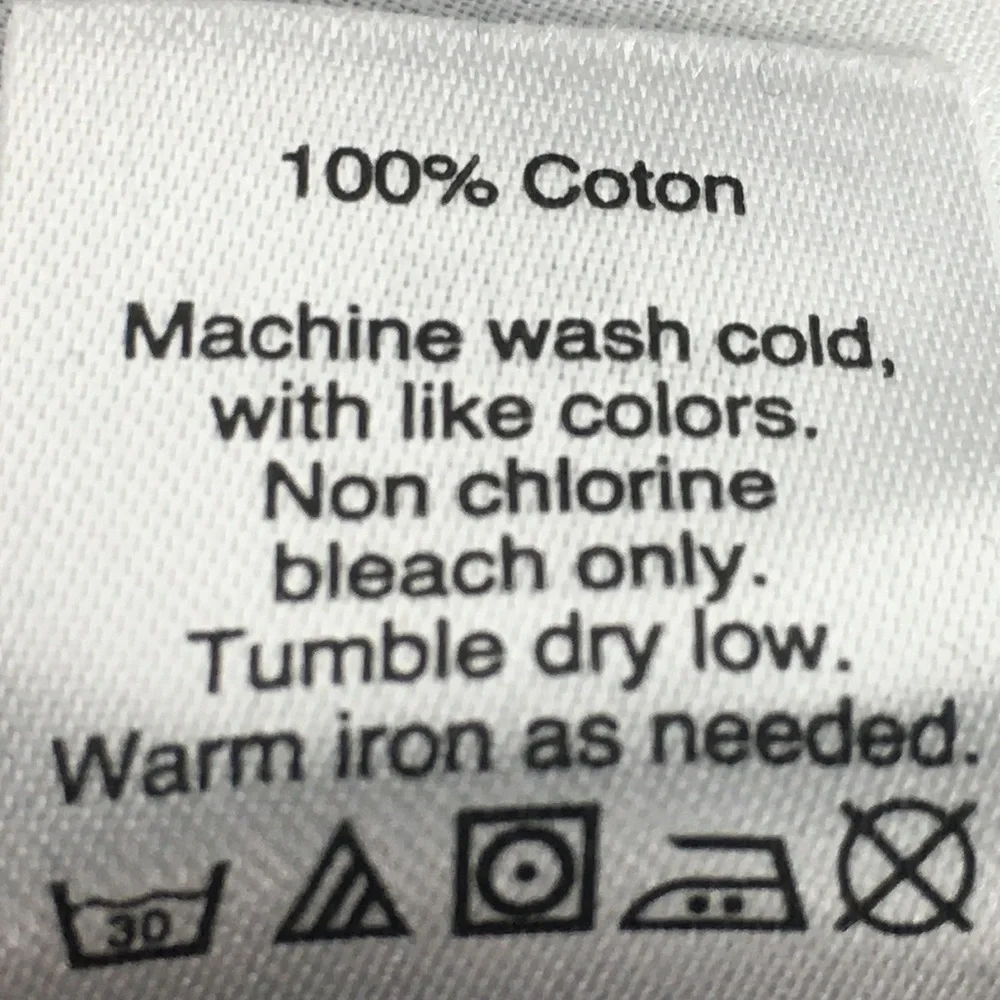 100% Coton
Machine wash cold,
with like colors.
Non chlorine
bleach only.
Tumble dry low.
Warm iron as needed.
30